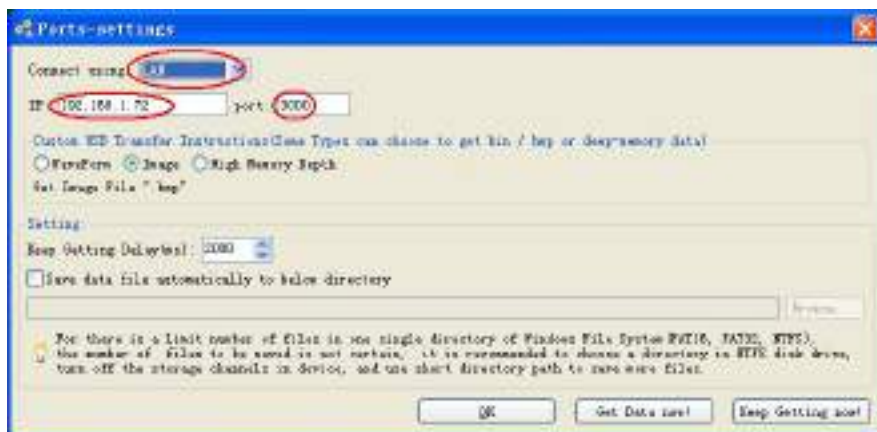 Ports-settings
Connect using LAN
IP 192.168.1.72 port 3000
Custom USB Transfer Instructions(Some Types can choose to get bin / bmp or deep-memory data)
WaveForm Image High Memory Depth
Get Image File ".bmp"
Setting
Keep Getting Delay(ms): 2000
Save data file automatically to below directory
For there is a limit number of files in one single directory of Windows File System FAT16, FAT32, NTFS),
the number of files to be saved is not certain, it is recommended to choose a directory in NTFS disk drive,
turn off the storage channels in device, and use short directory path to save more files.
OK Get Data now! Keep Getting now!